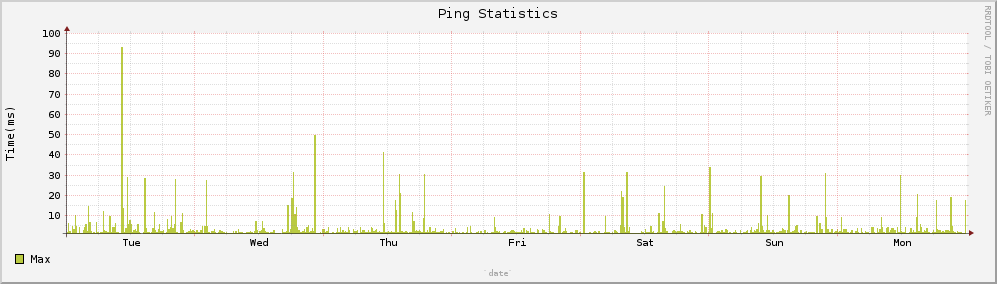 Ping Statistics
RRDTOOL / TOBI OETIKER
Time(ms)
100
90
80
70
60
50
40
30
20
10
Tue Wed Thu Fri Sat Sun Mon
Max
`date`